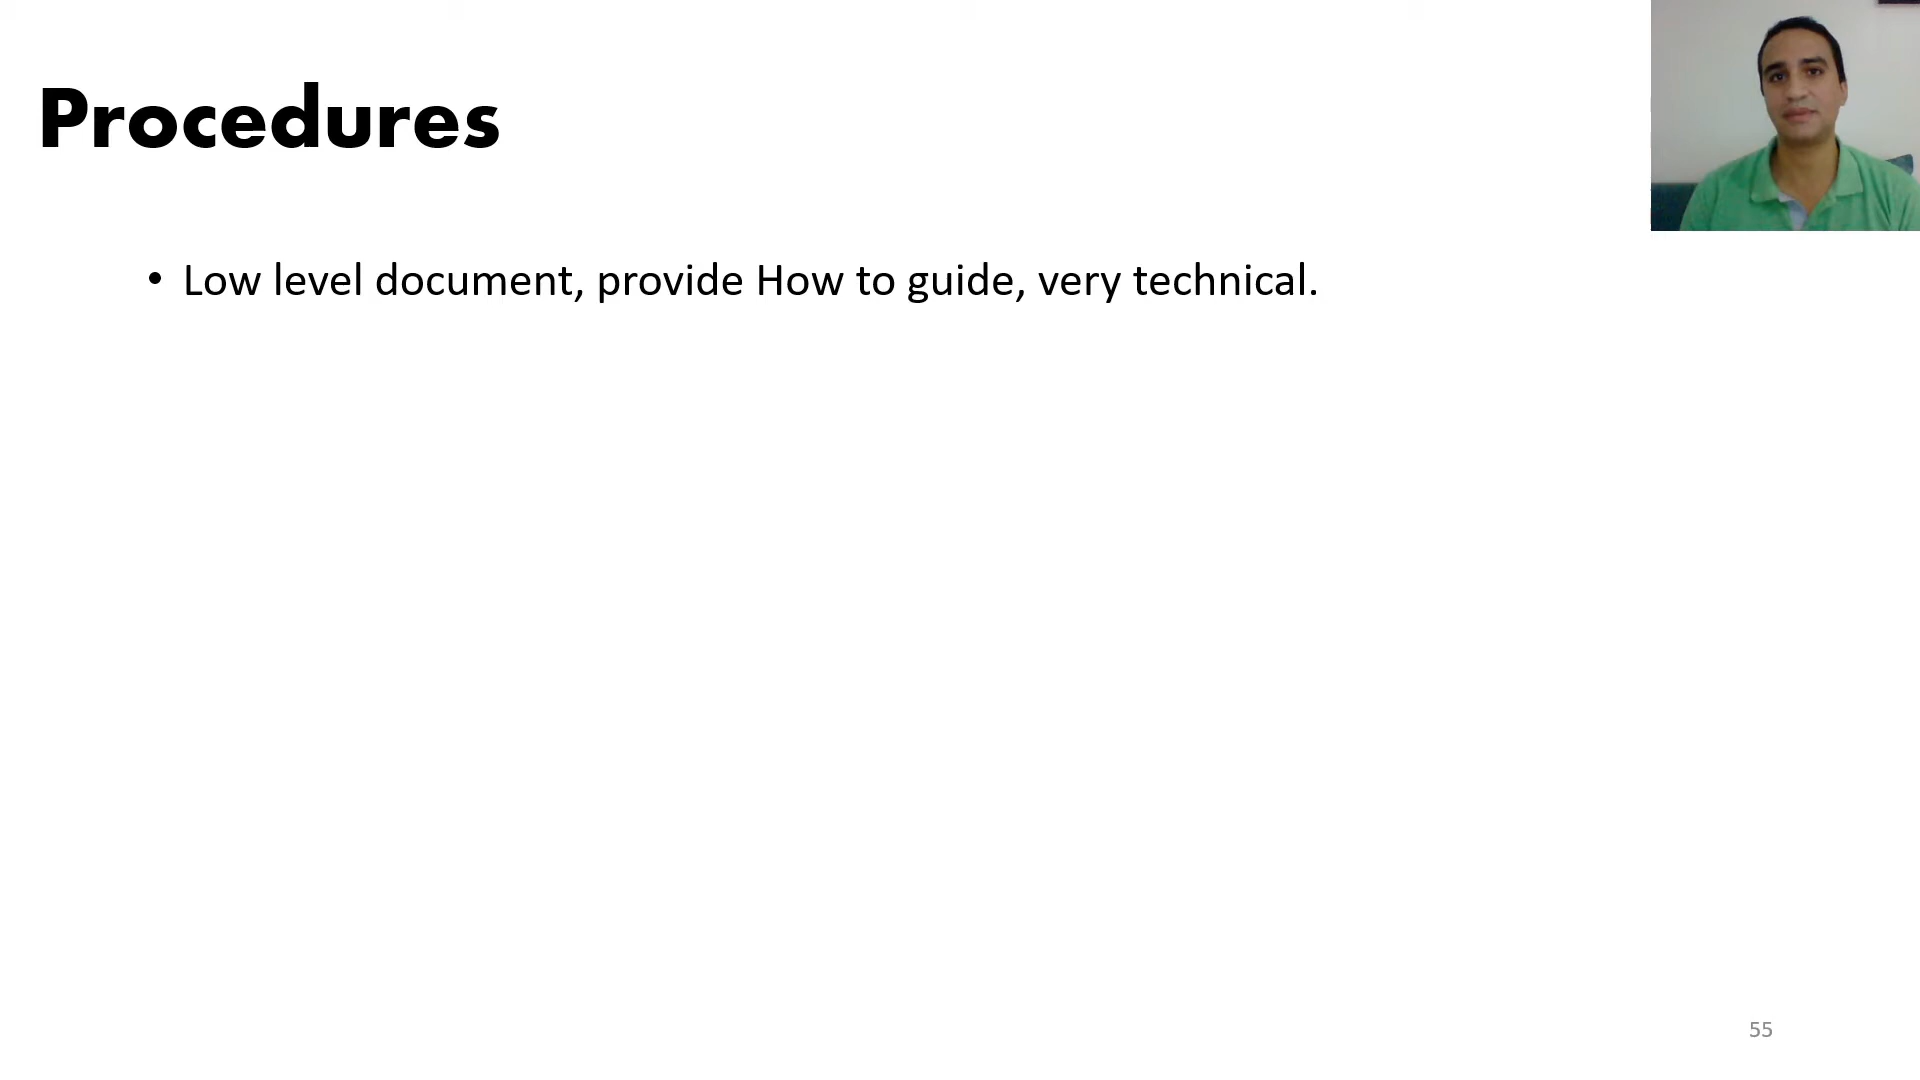 Procedures
• Low level document, provide How to guide, very technical.
55